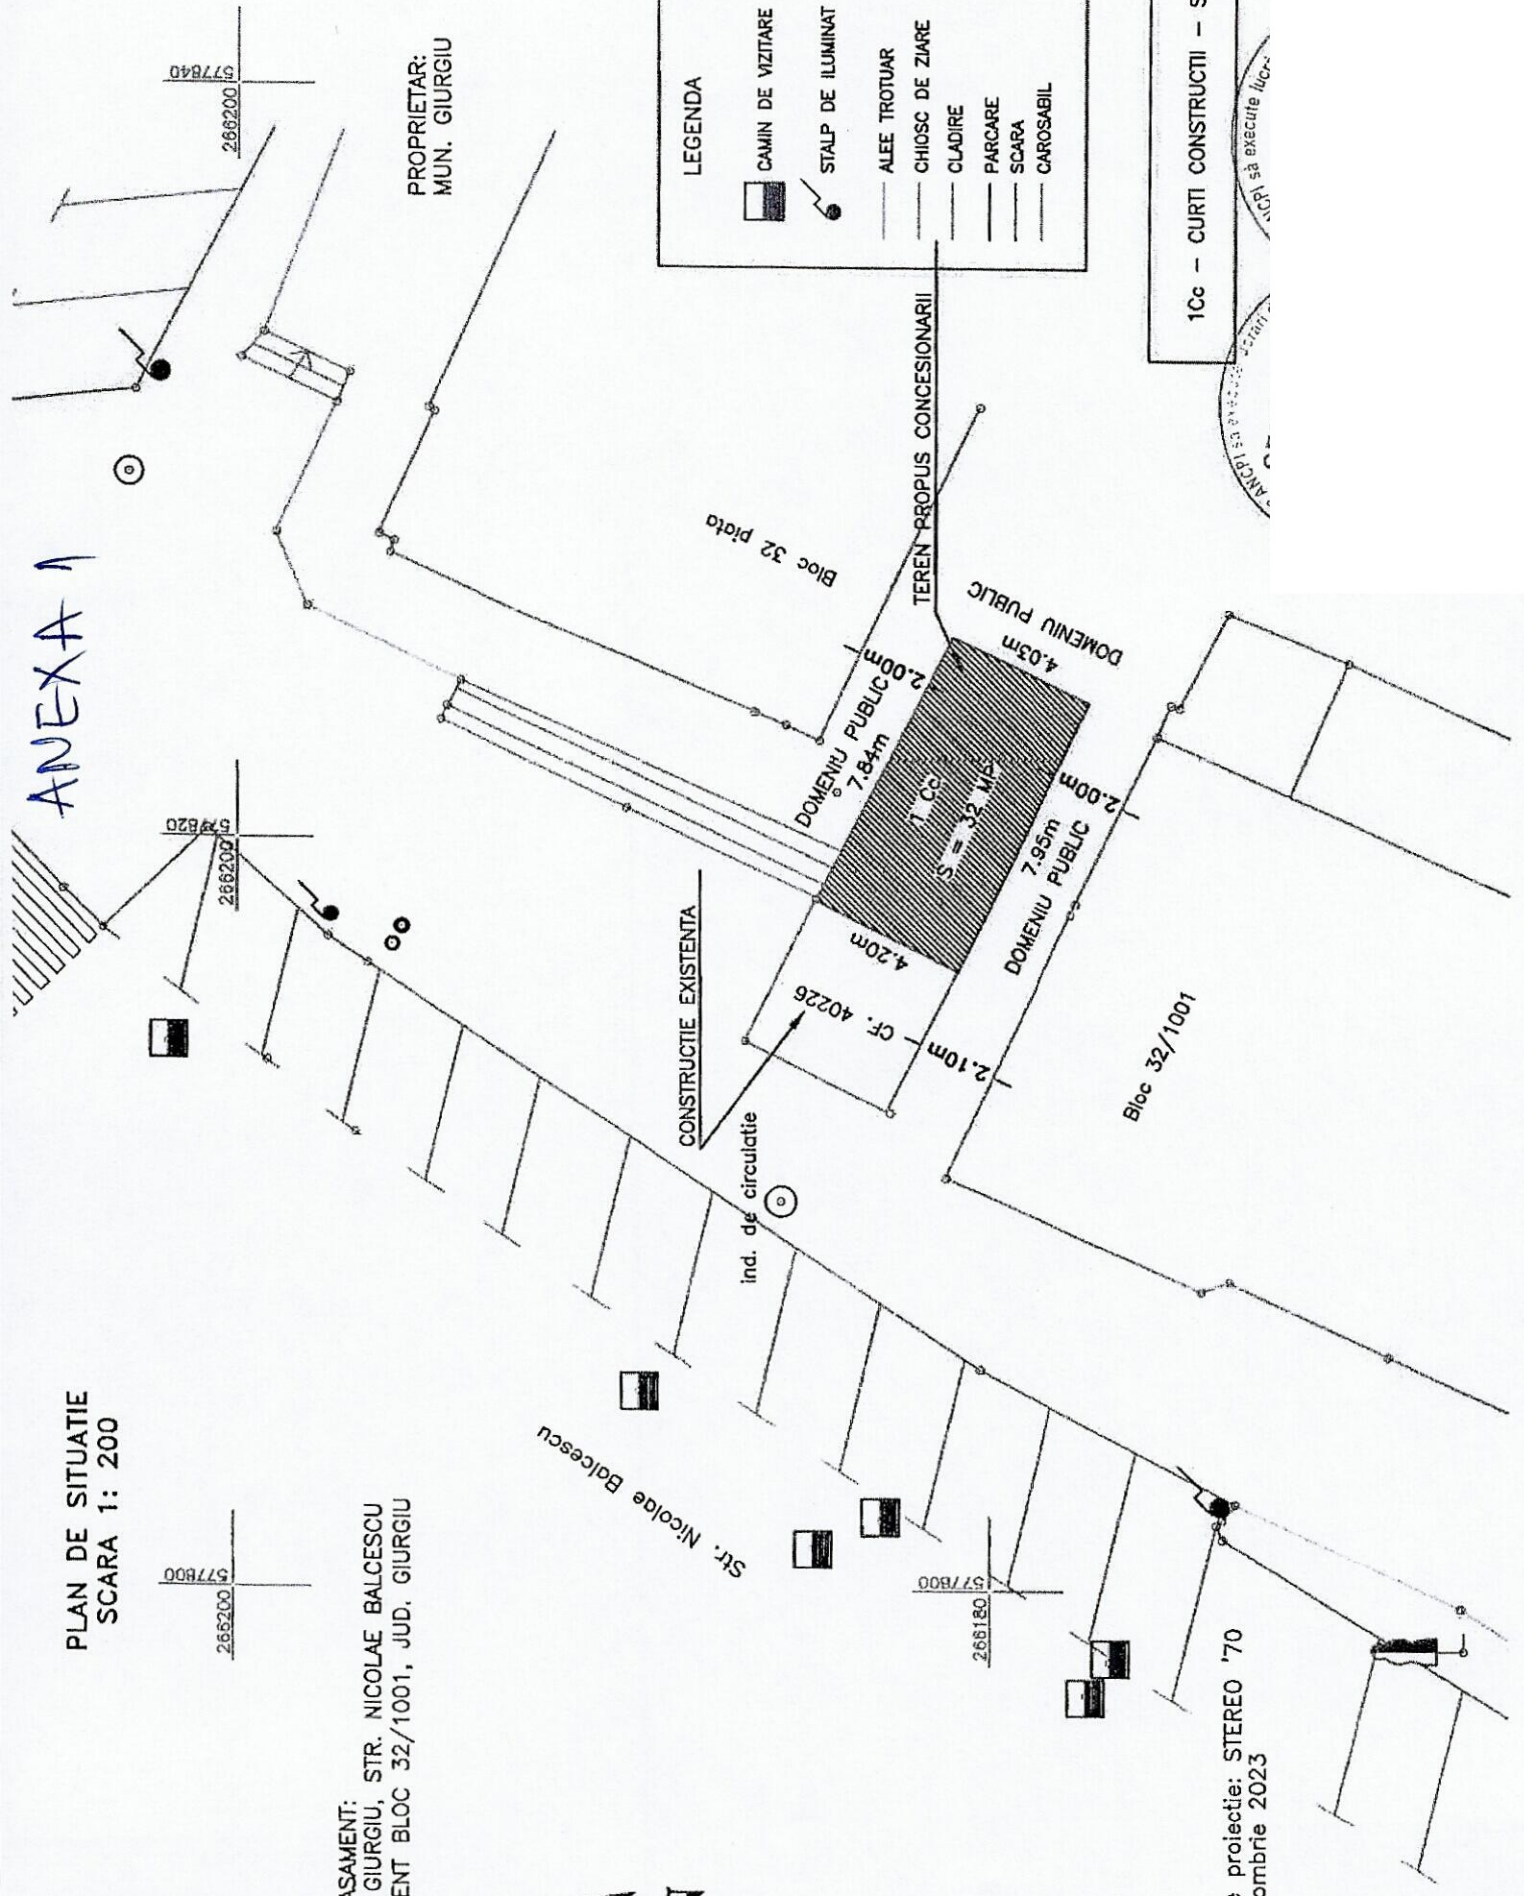 ANEXA 1
PLAN DE SITUATIE
SCARA 1: 200
GIURGIU, STR. NICOLAE BALCESCU
BLOC 32/1001, JUD. GIURGIU
PROPRIETAR:
MUN. GIURGIU
266200
577800
266200
577820
266200
577840
266180
577800
Str. Nicolae Balcescu
ind. de circulatie
CONSTRUCTIE EXISTENTA
CF. 40226
4.20m
2.10m
DOMENIU PUBLIC
7.84m
2.00m
1 Cc
S = 32 MP
TEREN PROPUS CONCESIONARII
4.03m
DOMENIU PUBLIC
2.00m
7.95m
DOMENIU PUBLIC
Bloc 32 piata
Bloc 32/1001
LEGENDA
CAMIN DE VIZITARE
STALP DE ILUMINAT
ALEE TROTUAR
CHIOSC DE ZIARE
CLADIRE
PARCARE
SCARA
CAROSABIL
1Cc - CURTI CONSTRUCTII - S
să execute
ANCPI
proiectie: STEREO '70
2023